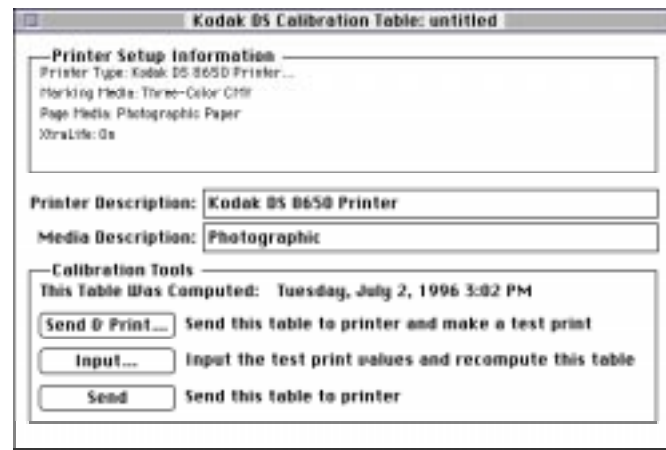 Kodak DS Calibration Table: untitled
Printer Setup Information
Printer Type: Kodak DS 8650 Printer...
Marking Media: Three-Color CMY
Page Media: Photographic Paper
XtraLife: On
Printer Description: Kodak DS 8650 Printer
Media Description: Photographic
Calibration Tools
This Table Was Computed: Tuesday, July 2, 1996 3:02 PM
Send & Print... Send this table to printer and make a test print
Input... Input the test print values and recompute this table
Send Send this table to printer